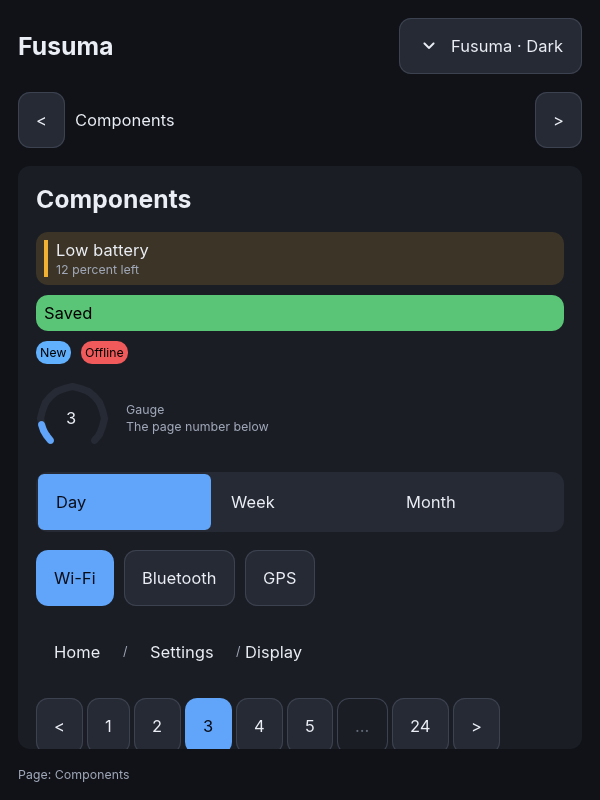 Fusuma
Fusuma · Dark
< Components >
Components
Low battery
12 percent left
Saved
New Offline
3
Gauge
The page number below
Day Week Month
Wi-Fi Bluetooth GPS
Home / Settings / Display
< 1 2 3 4 5 ... 24 >
Page: Components